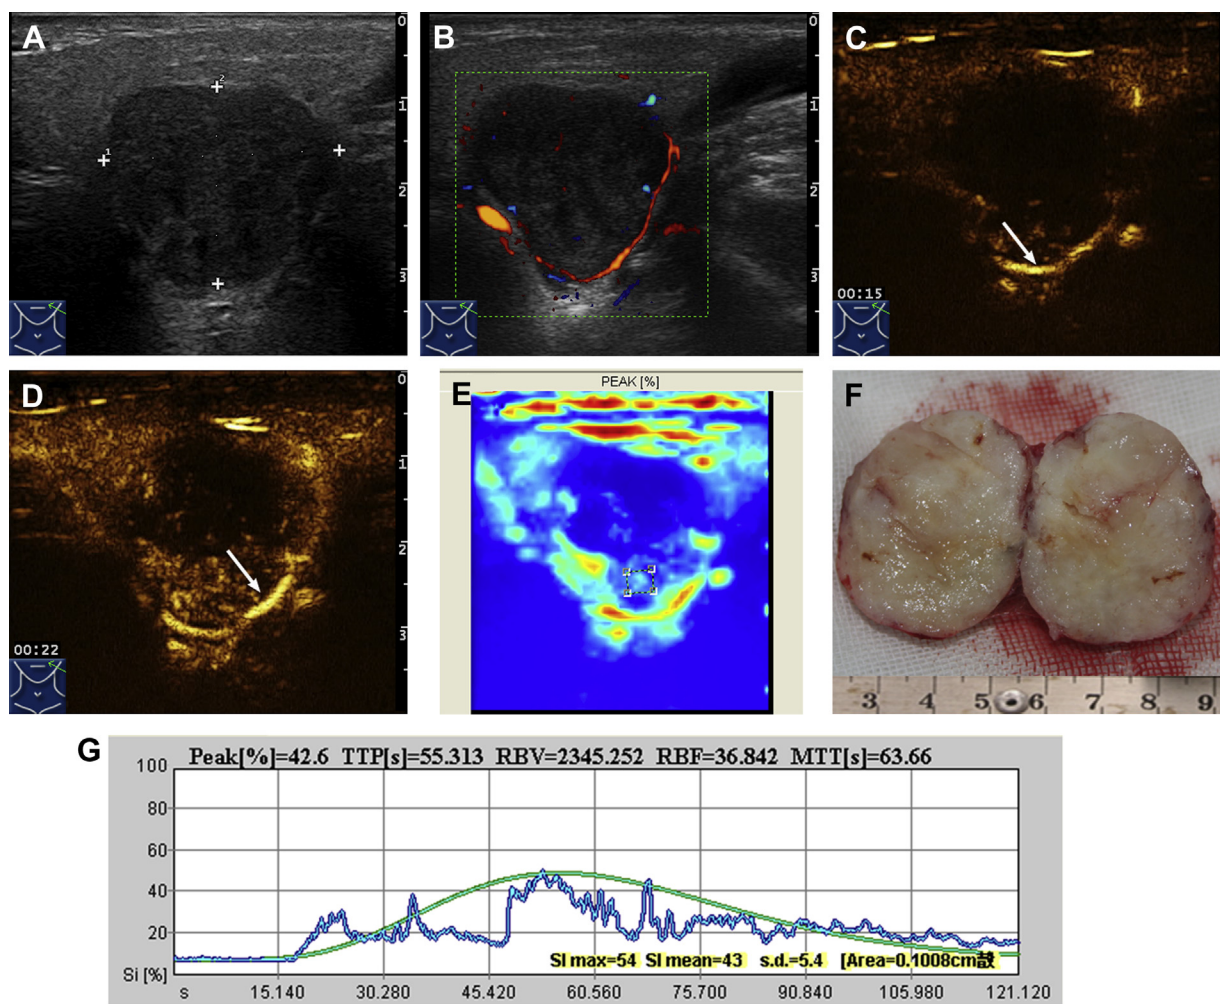 A
B
C
0
1
2
3
0
1
2
3
00:15
1
2
D
E
F
0
1
2
3
00:22
PEAK [%]
3 4 5 6 7 8 9
G
Peak[%]=42.6 TTP[s]=55.313 RBV=2345.252 RBF=36.842 MTT[s]=63.66
100
80
60
40
20
Si [%]
SI max=54 SI mean=43 s.d.=5.4 [Area=0.1008cm
s 15.140 30.280 45.420 60.560 75.700 90.840 105.980 121.120